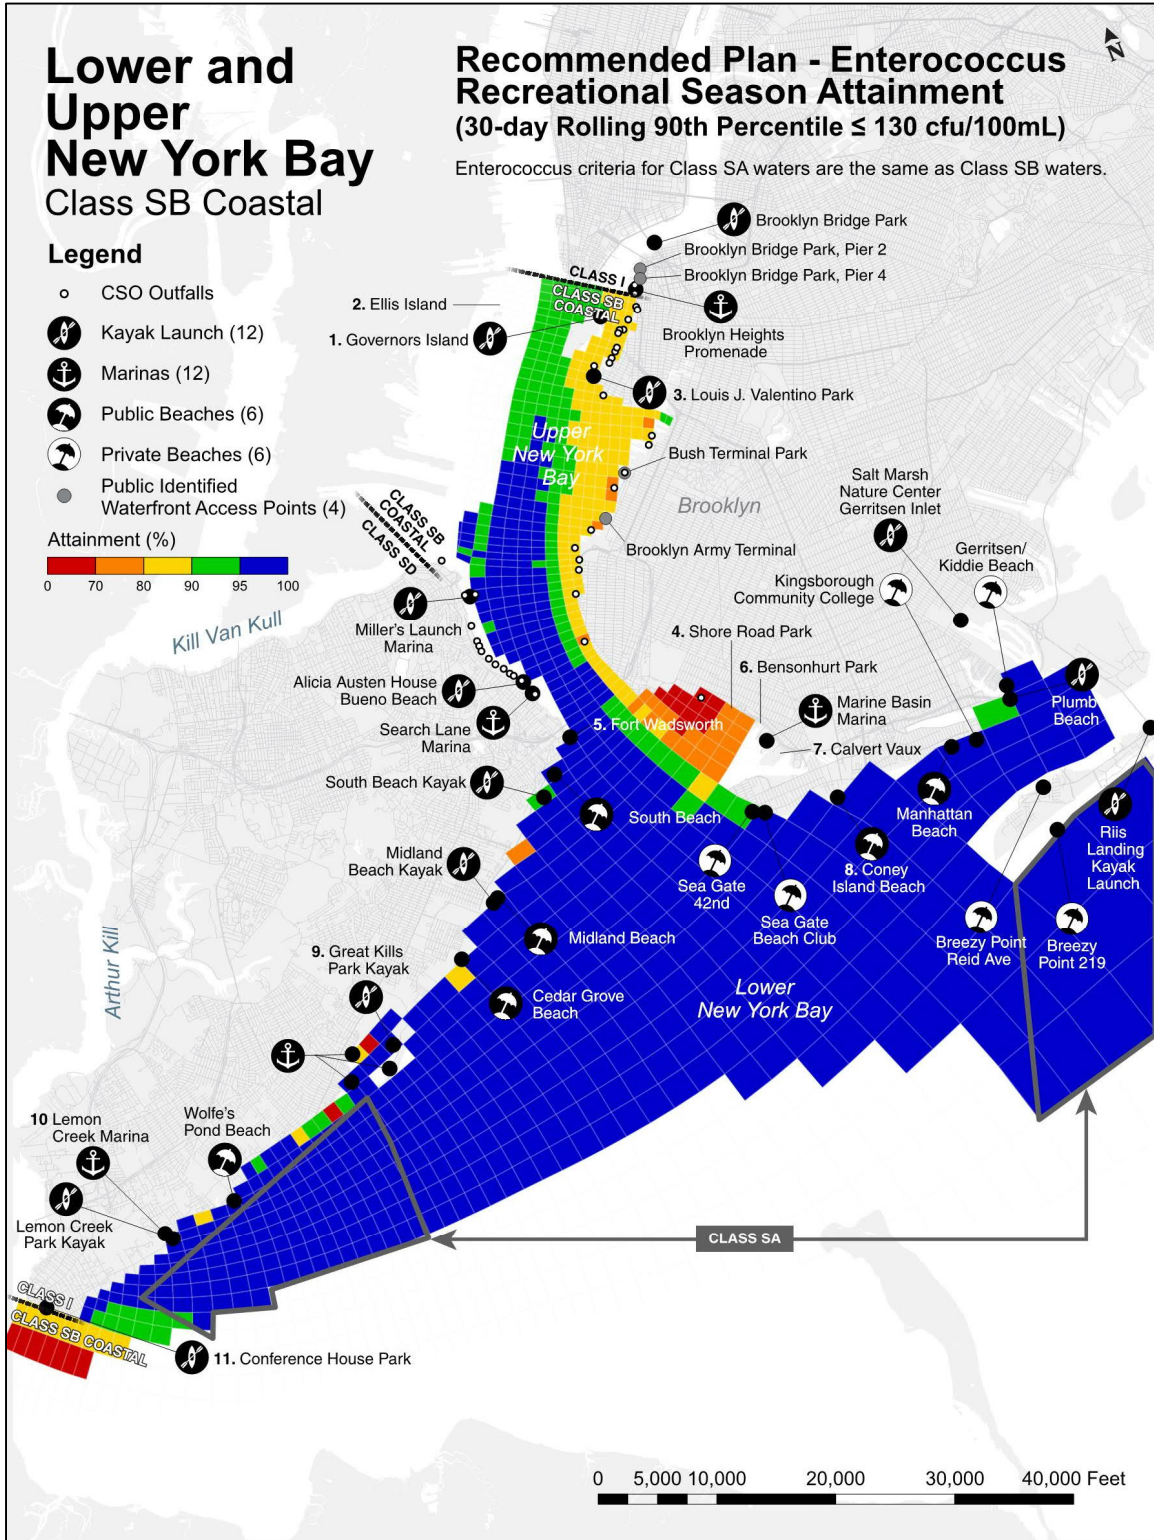 Lower and
Upper
New York Bay
Class SB Coastal
Recommended Plan - Enterococcus
Recreational Season Attainment
(30-day Rolling 90th Percentile ≤ 130 cfu/100mL)
Enterococcus criteria for Class SA waters are the same as Class SB waters.
N
Legend
CSO Outfalls
Kayak Launch (12)
Marinas (12)
Public Beaches (6)
Private Beaches (6)
Public Identified
Waterfront Access Points (4)
Attainment (%)
0 70 80 90 95 100
Brooklyn Bridge Park
Brooklyn Bridge Park, Pier 2
Brooklyn Bridge Park, Pier 4
CLASS I
CLASS SB
COASTAL
2. Ellis Island
1. Governors Island
Brooklyn Heights
Promenade
3. Louis J. Valentino Park
Upper
New York
Bay
Bush Terminal Park
Brooklyn
Salt Marsh
Nature Center
Gerritsen Inlet
CLASS SB
COASTAL
CLASS SD
Brooklyn Army Terminal
Gerritsen/
Kiddie Beach
Kingsborough
Community College
Kill Van Kull
Miller's Launch
Marina
4. Shore Road Park
6. Bensonhurt Park
Alicia Austen House
Bueno Beach
Marine Basin
Marina
Plumb
Beach
5. Fort Wadsworth
Search Lane
Marina
7. Calvert Vaux
South Beach Kayak
South Beach
Manhattan
Beach
Riis
Landing
Kayak
Launch
Midland
Beach Kayak
Sea Gate
42nd
8. Coney
Island Beach
Sea Gate
Beach Club
Breezy Point
Reid Ave
Breezy
Point 219
Midland Beach
9. Great Kills
Park Kayak
Arthur Kill
Cedar Grove
Beach
Lower
New York Bay
10 Lemon
Creek Marina
Wolfe's
Pond Beach
Lemon Creek
Park Kayak
CLASS SA
CLASS I
CLASS SB COASTAL
11. Conference House Park
0 5,000 10,000 20,000 30,000 40,000 Feet